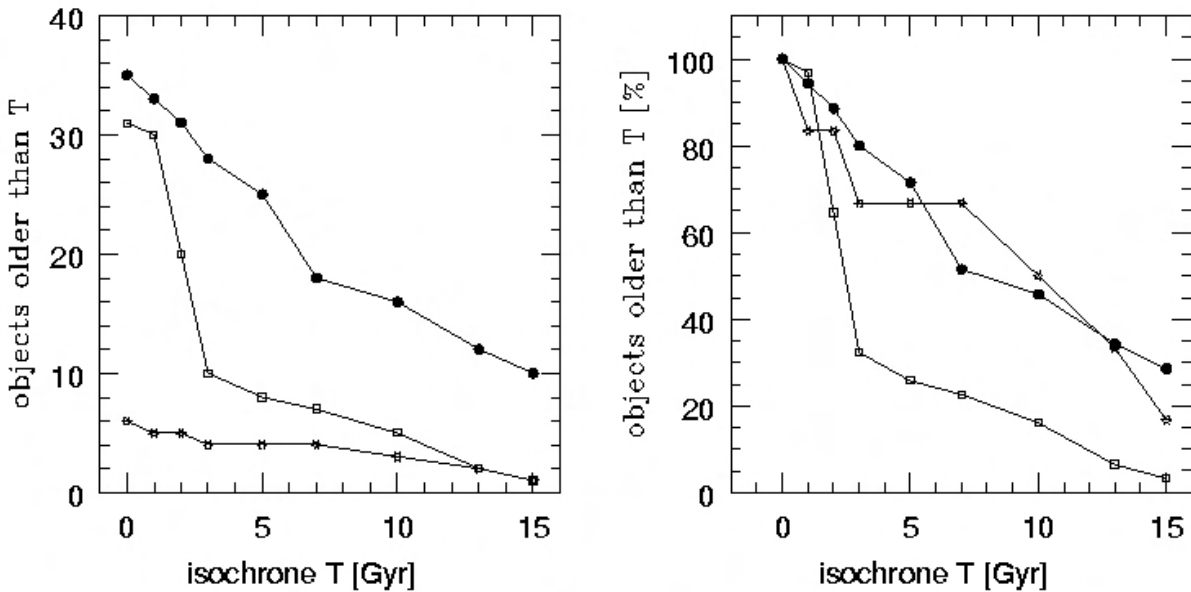 40
30
20
10
0
objects older than T
0 5 10 15
isochrone T [Gyr]
100
80
60
40
20
0
objects older than T [%]
0 5 10 15
isochrone T [Gyr]